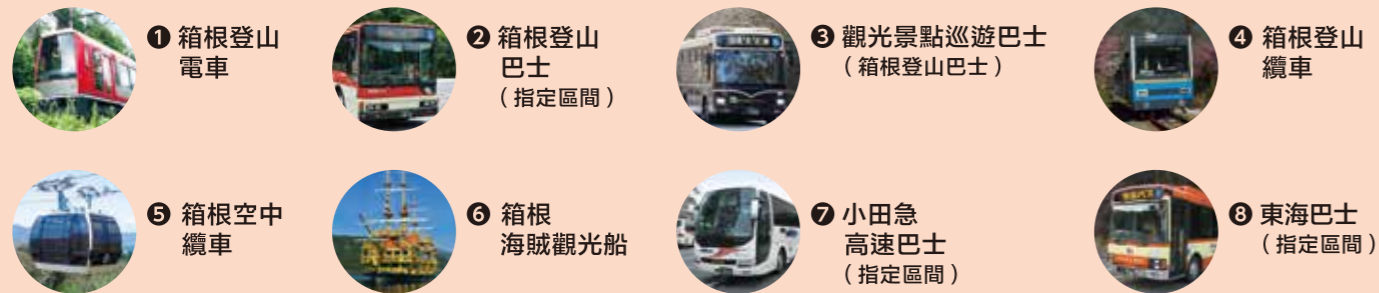 ❶ 箱根登山
電車
❷ 箱根登山
巴士
（指定區間）
❸ 觀光景點巡遊巴士
（箱根登山巴士）
❹ 箱根登山
纜車
❺ 箱根空中
纜車
❻ 箱根
海賊觀光船
❼ 小田急
高速巴士
（指定區間）
❽ 東海巴士
（指定區間）